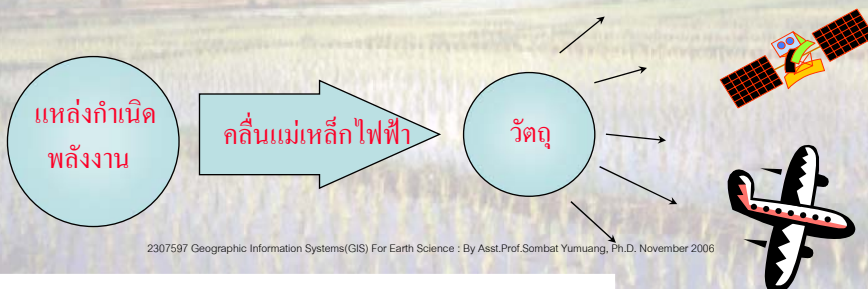 แหล่งกำเนิด
พลังงาน
คลื่นแม่เหล็กไฟฟ้า
วัตถุ
2307597 Geographic Information Systems(GIS) For Earth Science : By Asst.Prof.Sombat Yumuang, Ph.D. November 2006